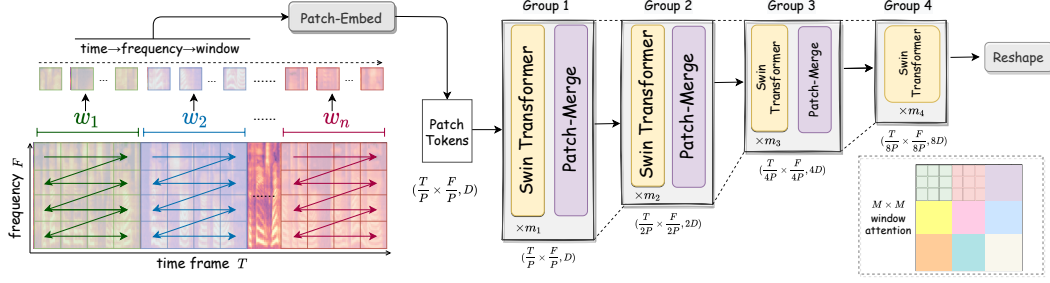 Patch-Embed
time→frequency→window
... ... ...... ...
w₁ w₂ ...... wₙ
......
frequency F
time frame T
Patch
Tokens
(T/P × F/P, D)
Group 1
Swin Transformer
Patch-Merge
×m₁
(T/P × F/P, D)
Group 2
Swin Transformer
Patch-Merge
×m₂
(T/2P × F/2P, 2D)
Group 3
Swin
Transformer
Patch-Merge
×m₃
(T/4P × F/4P, 4D)
Group 4
Swin
Transformer
×m₄
(T/8P × F/8P, 8D)
Reshape
M × M
window
attention